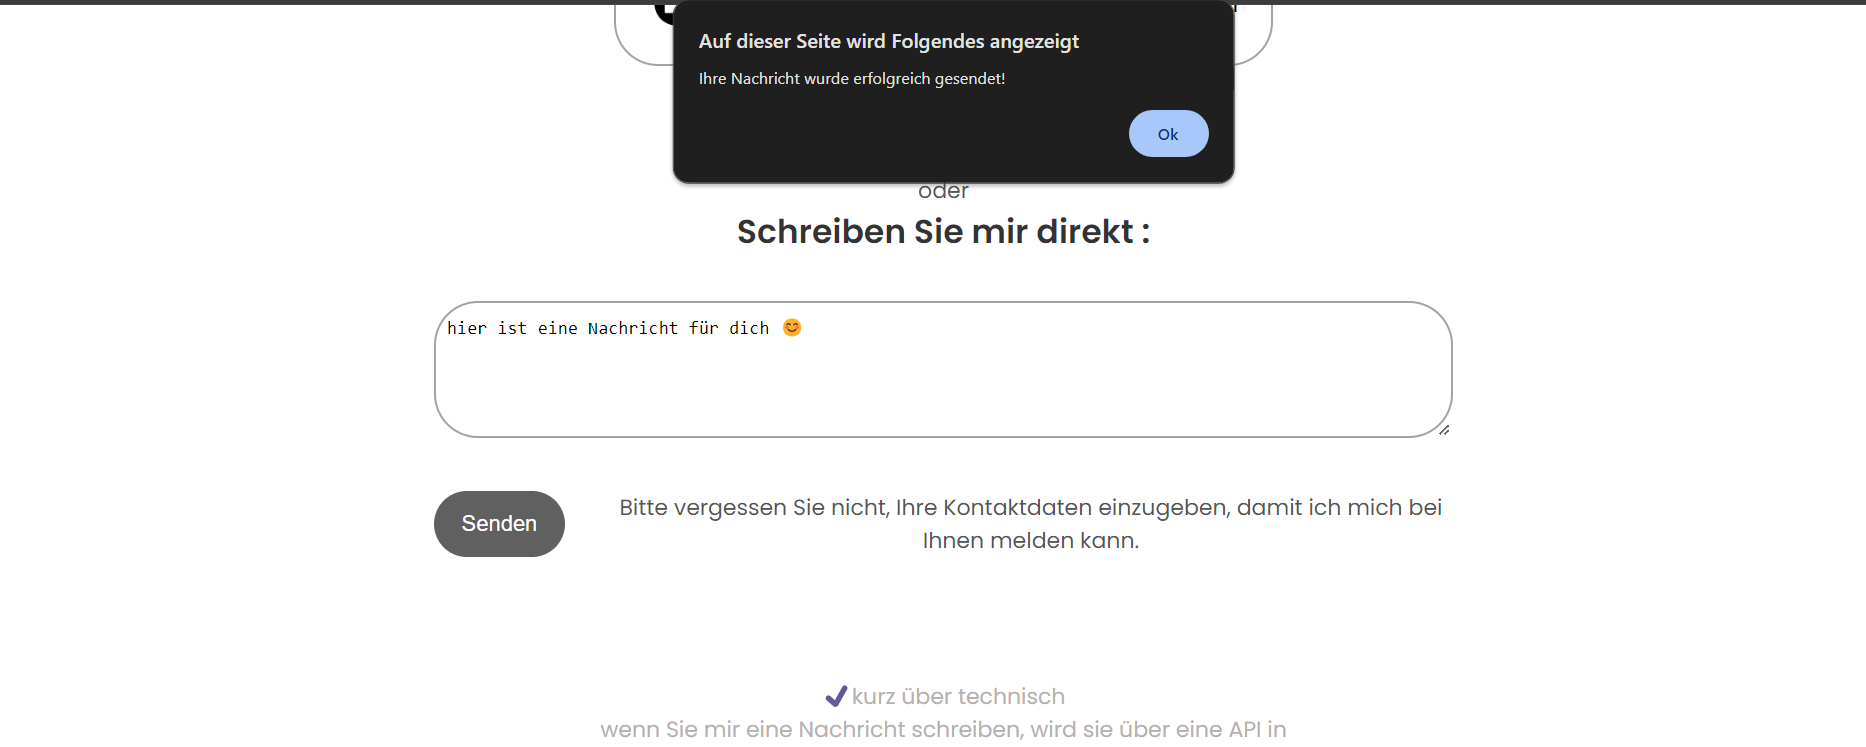 Auf dieser Seite wird Folgendes angezeigt
Ihre Nachricht wurde erfolgreich gesendet!
Ok
oder
Schreiben Sie mir direkt :
hier ist eine Nachricht für dich 😊
Senden
Bitte vergessen Sie nicht, Ihre Kontaktdaten einzugeben, damit ich mich bei
Ihnen melden kann.
✔ kurz über technisch
wenn Sie mir eine Nachricht schreiben, wird sie über eine API in